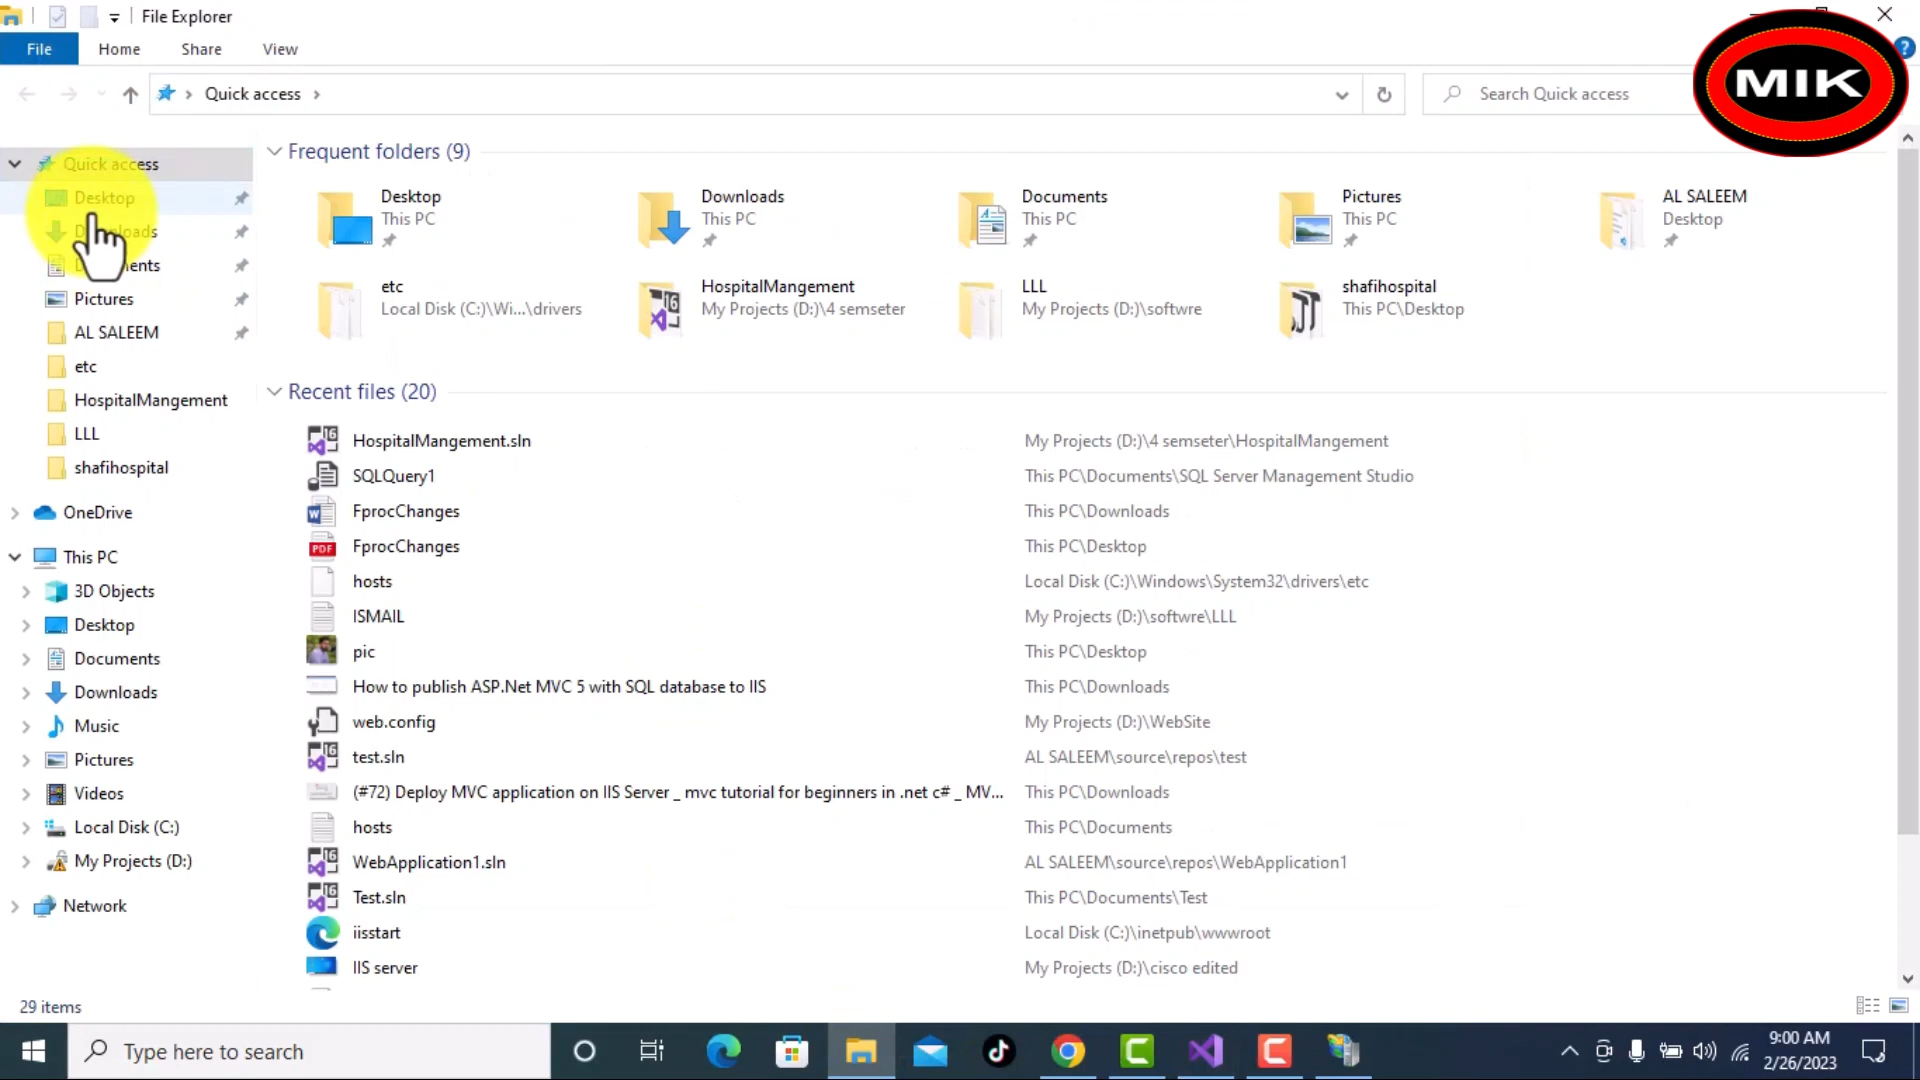 File Explorer
File Home Share View
Quick access
Search Quick access
MIK
?
Quick access
Desktop
Pictures
AL SALEEM
etc
HospitalMangement
LLL
shafihospital
OneDrive
This PC
3D Objects
Desktop
Documents
Downloads
Music
Pictures
Videos
Local Disk (C:)
My Projects (D:)
Network
Frequent folders (9)
Desktop
This PC
Downloads
This PC
Documents
This PC
Pictures
This PC
AL SALEEM
Desktop
etc
Local Disk (C:)\Wi...\drivers
HospitalMangement
My Projects (D:)\4 semseter
LLL
My Projects (D:)\softwre
shafihospital
This PC\Desktop
Recent files (20)
HospitalMangement.sln My Projects (D:)\4 semseter\HospitalMangement
SQLQuery1 This PC\Documents\SQL Server Management Studio
FprocChanges This PC\Downloads
FprocChanges This PC\Desktop
hosts Local Disk (C:)\Windows\System32\drivers\etc
ISMAIL My Projects (D:)\softwre\LLL
pic This PC\Desktop
How to publish ASP.Net MVC 5 with SQL database to IIS This PC\Downloads
web.config My Projects (D:)\WebSite
test.sln AL SALEEM\source\repos\test
(#72) Deploy MVC application on IIS Server _ mvc tutorial for beginners in .net c# _ MV... This PC\Downloads
hosts This PC\Documents
WebApplication1.sln AL SALEEM\source\repos\WebApplication1
Test.sln This PC\Documents\Test
iisstart Local Disk (C:)\inetpub\wwwroot
IIS server My Projects (D:)\cisco edited
29 items
Type here to search
9:00 AM
2/26/2023